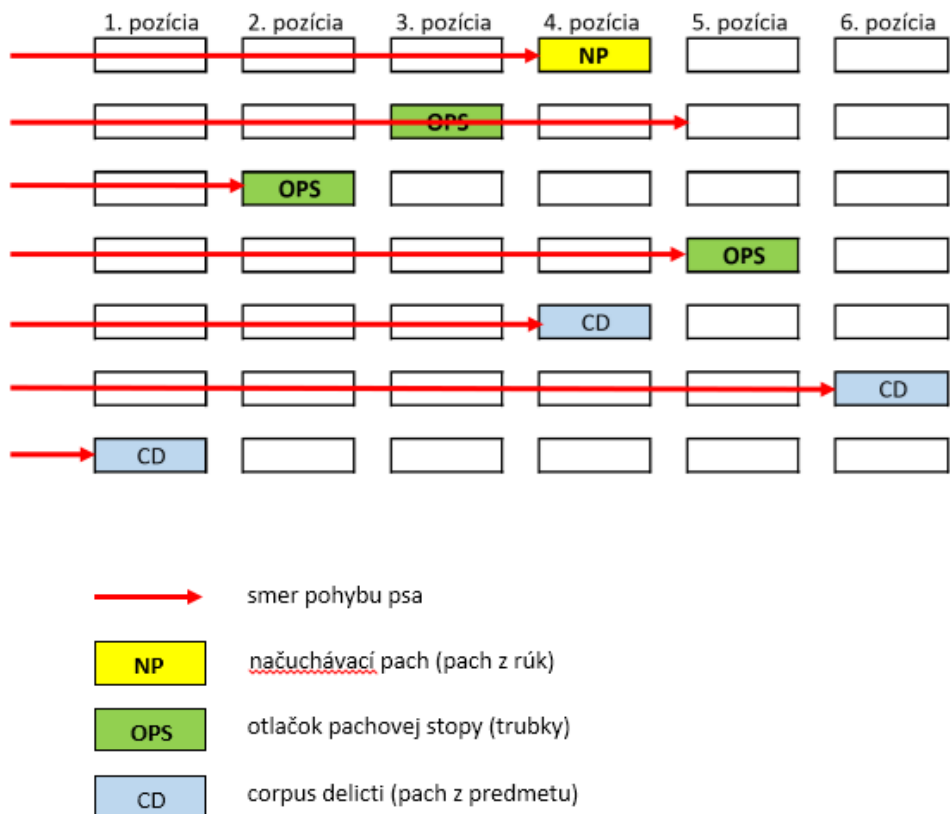 1. pozícia 2. pozícia 3. pozícia 4. pozícia 5. pozícia 6. pozícia
NP
OPS
OPS
OPS
CD
CD
CD
smer pohybu psa
NP načuchávací pach (pach z rúk)
OPS otlačok pachovej stopy (trubky)
CD corpus delicti (pach z predmetu)